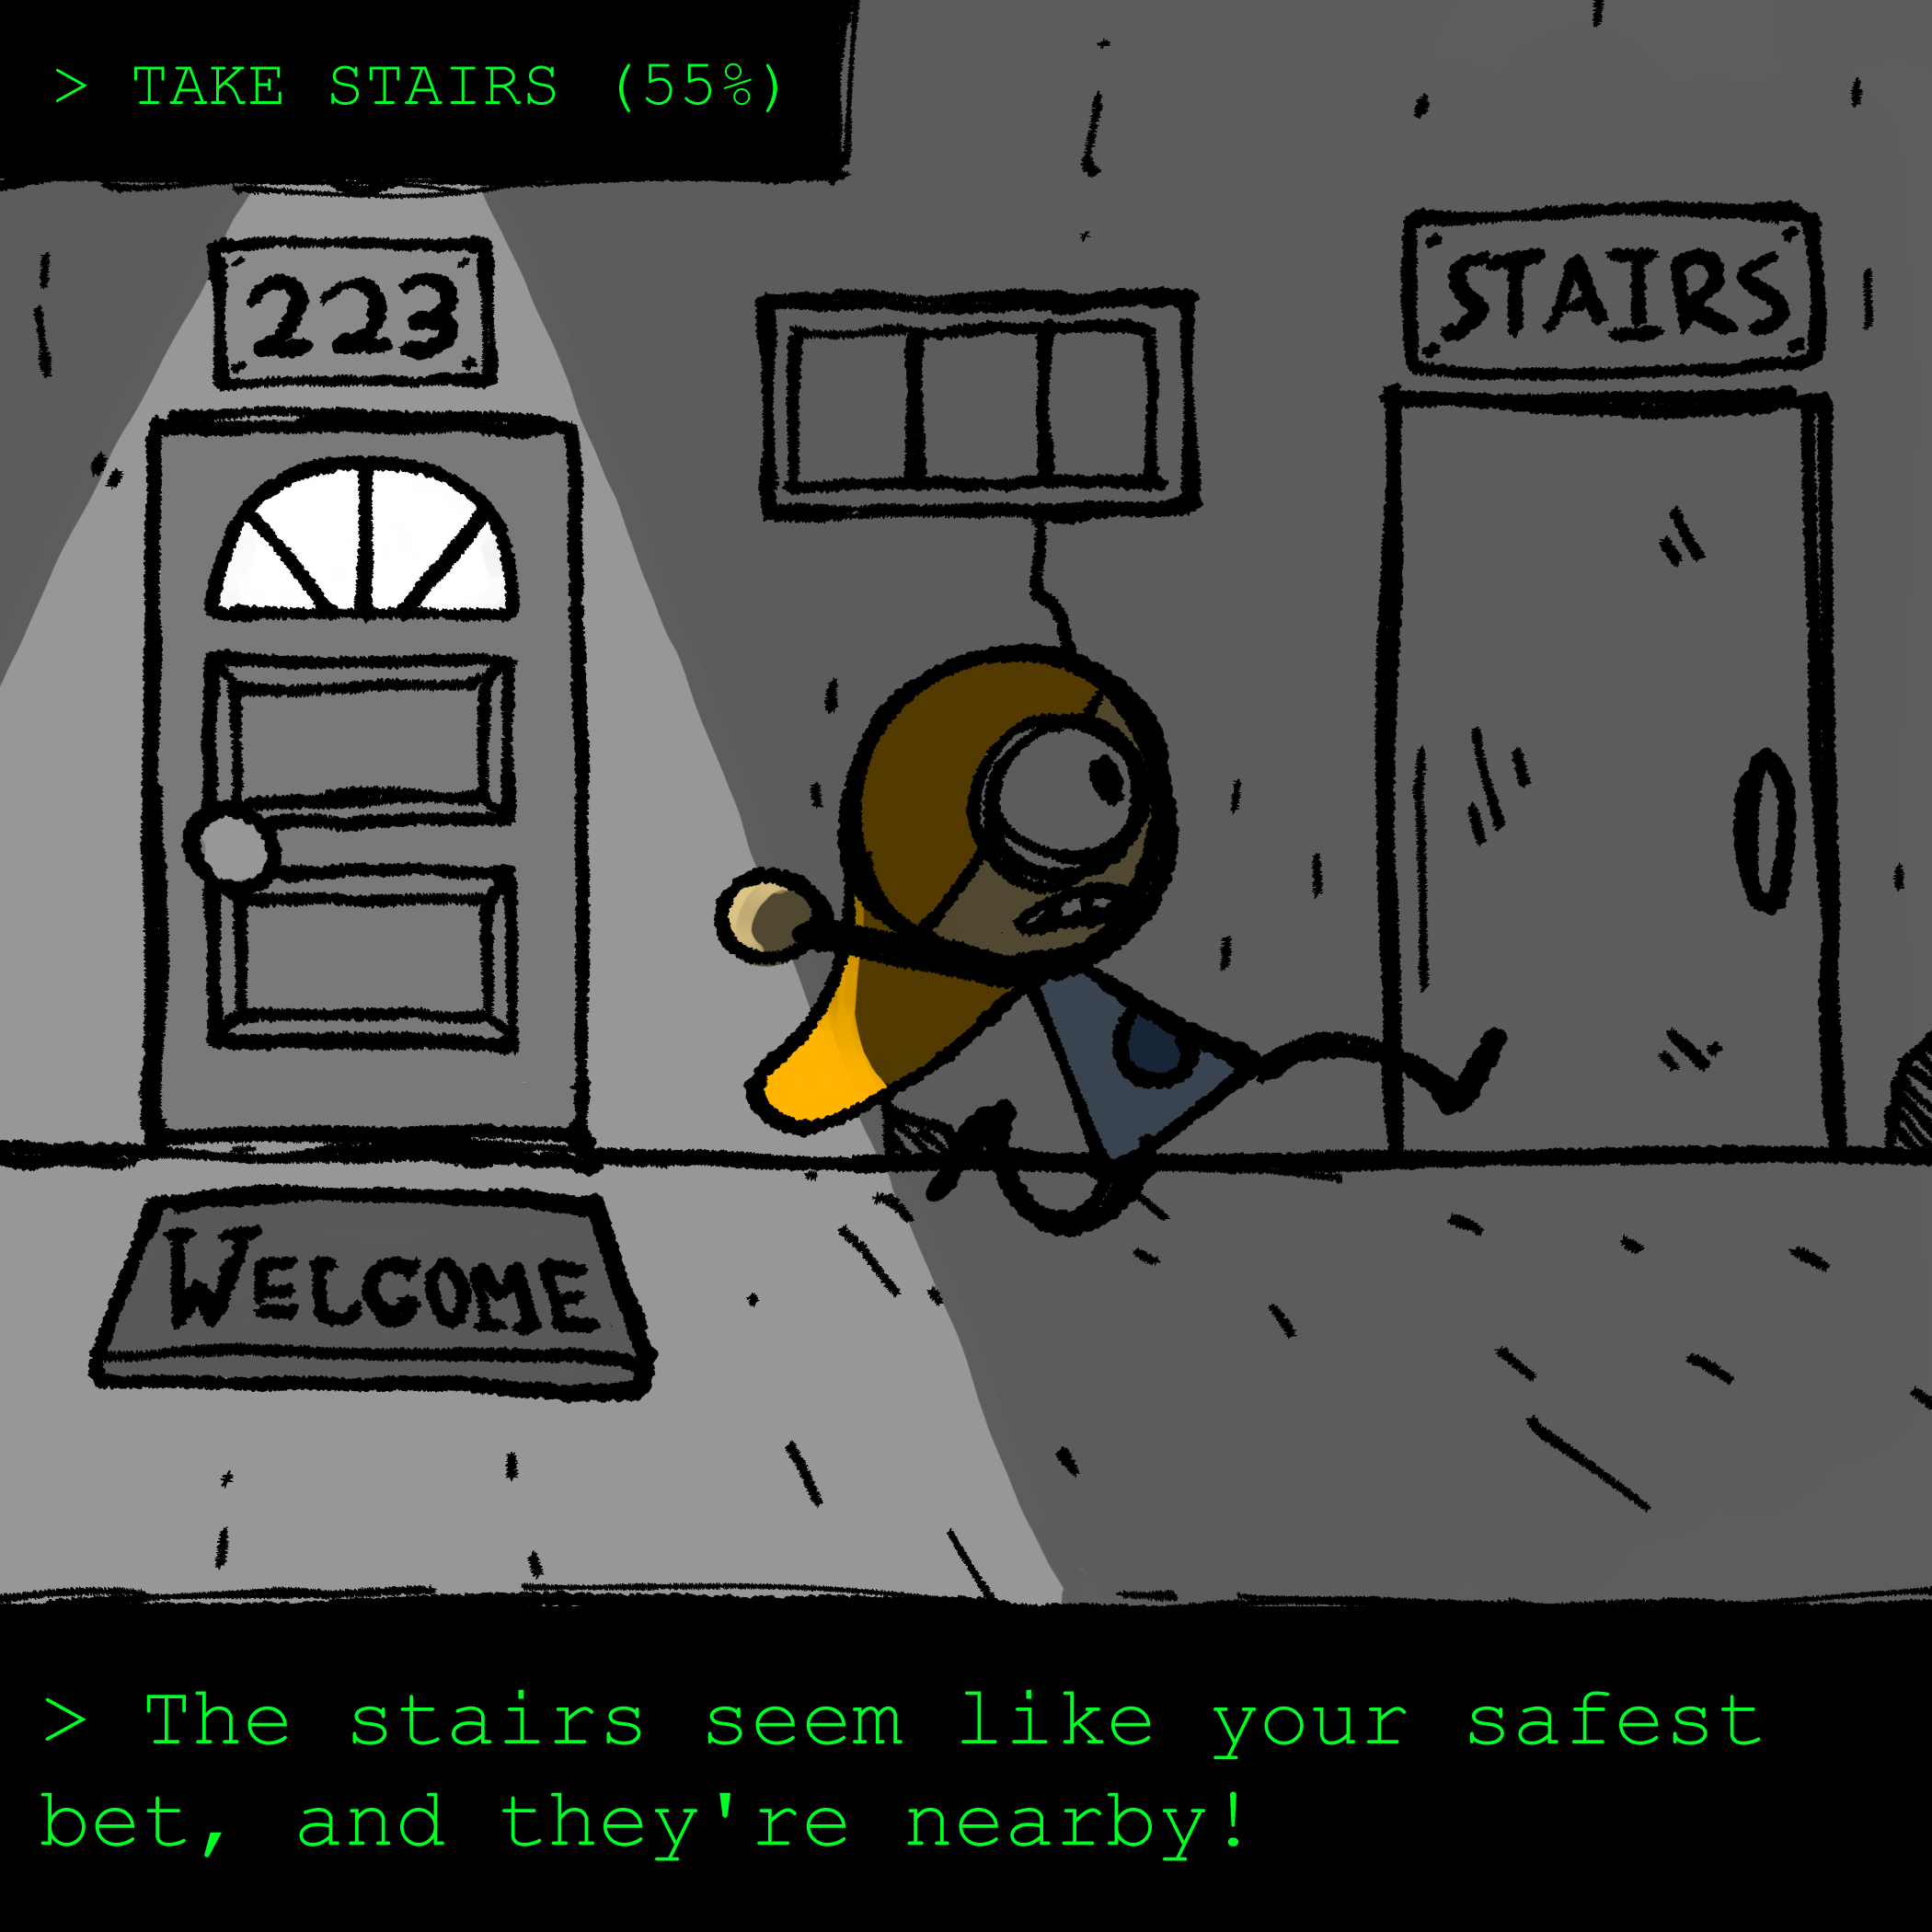 > TAKE STAIRS (55%)
223
STAIRS
WELCOME
> The stairs seem like your safest
bet, and they're nearby!